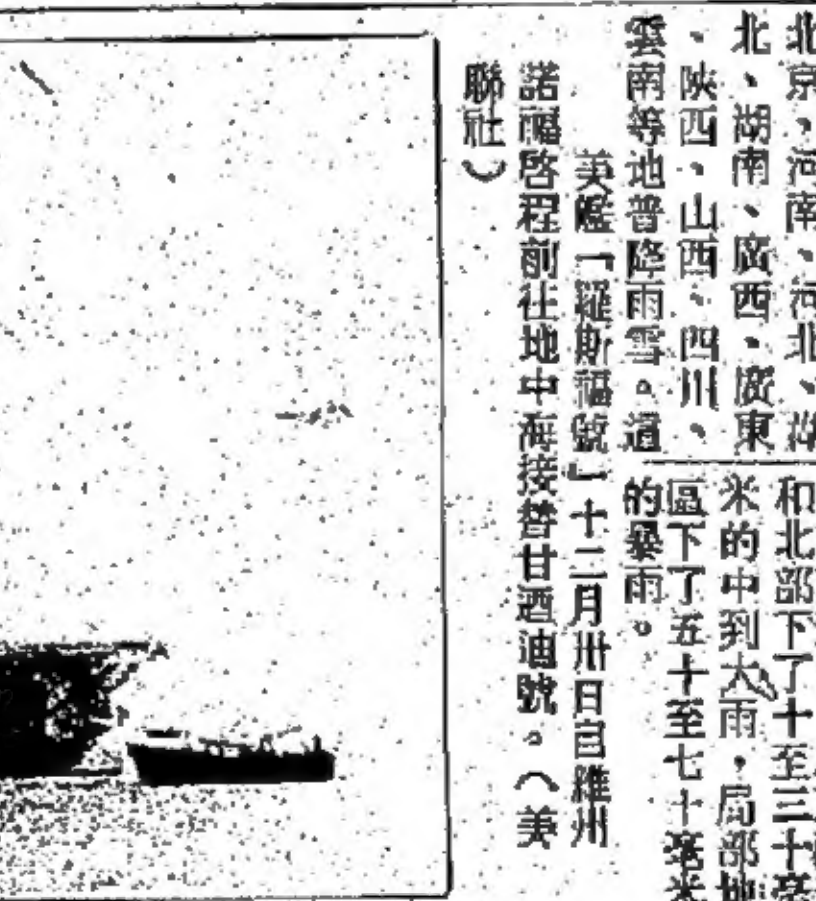 北京、河南、河北、湖
北、湖南、廣西、廣東
、陝西、山西、四川、
雲南等地普降雨雪。這
和北部下了十至三十毫
米的中到大雨，局部地
區下了五十至七十毫米
的暴雨。
美艦「羅斯福號」十二月卅日自維州
諾福啓程前往地中海接替甘迺迪號。（美
聯社）